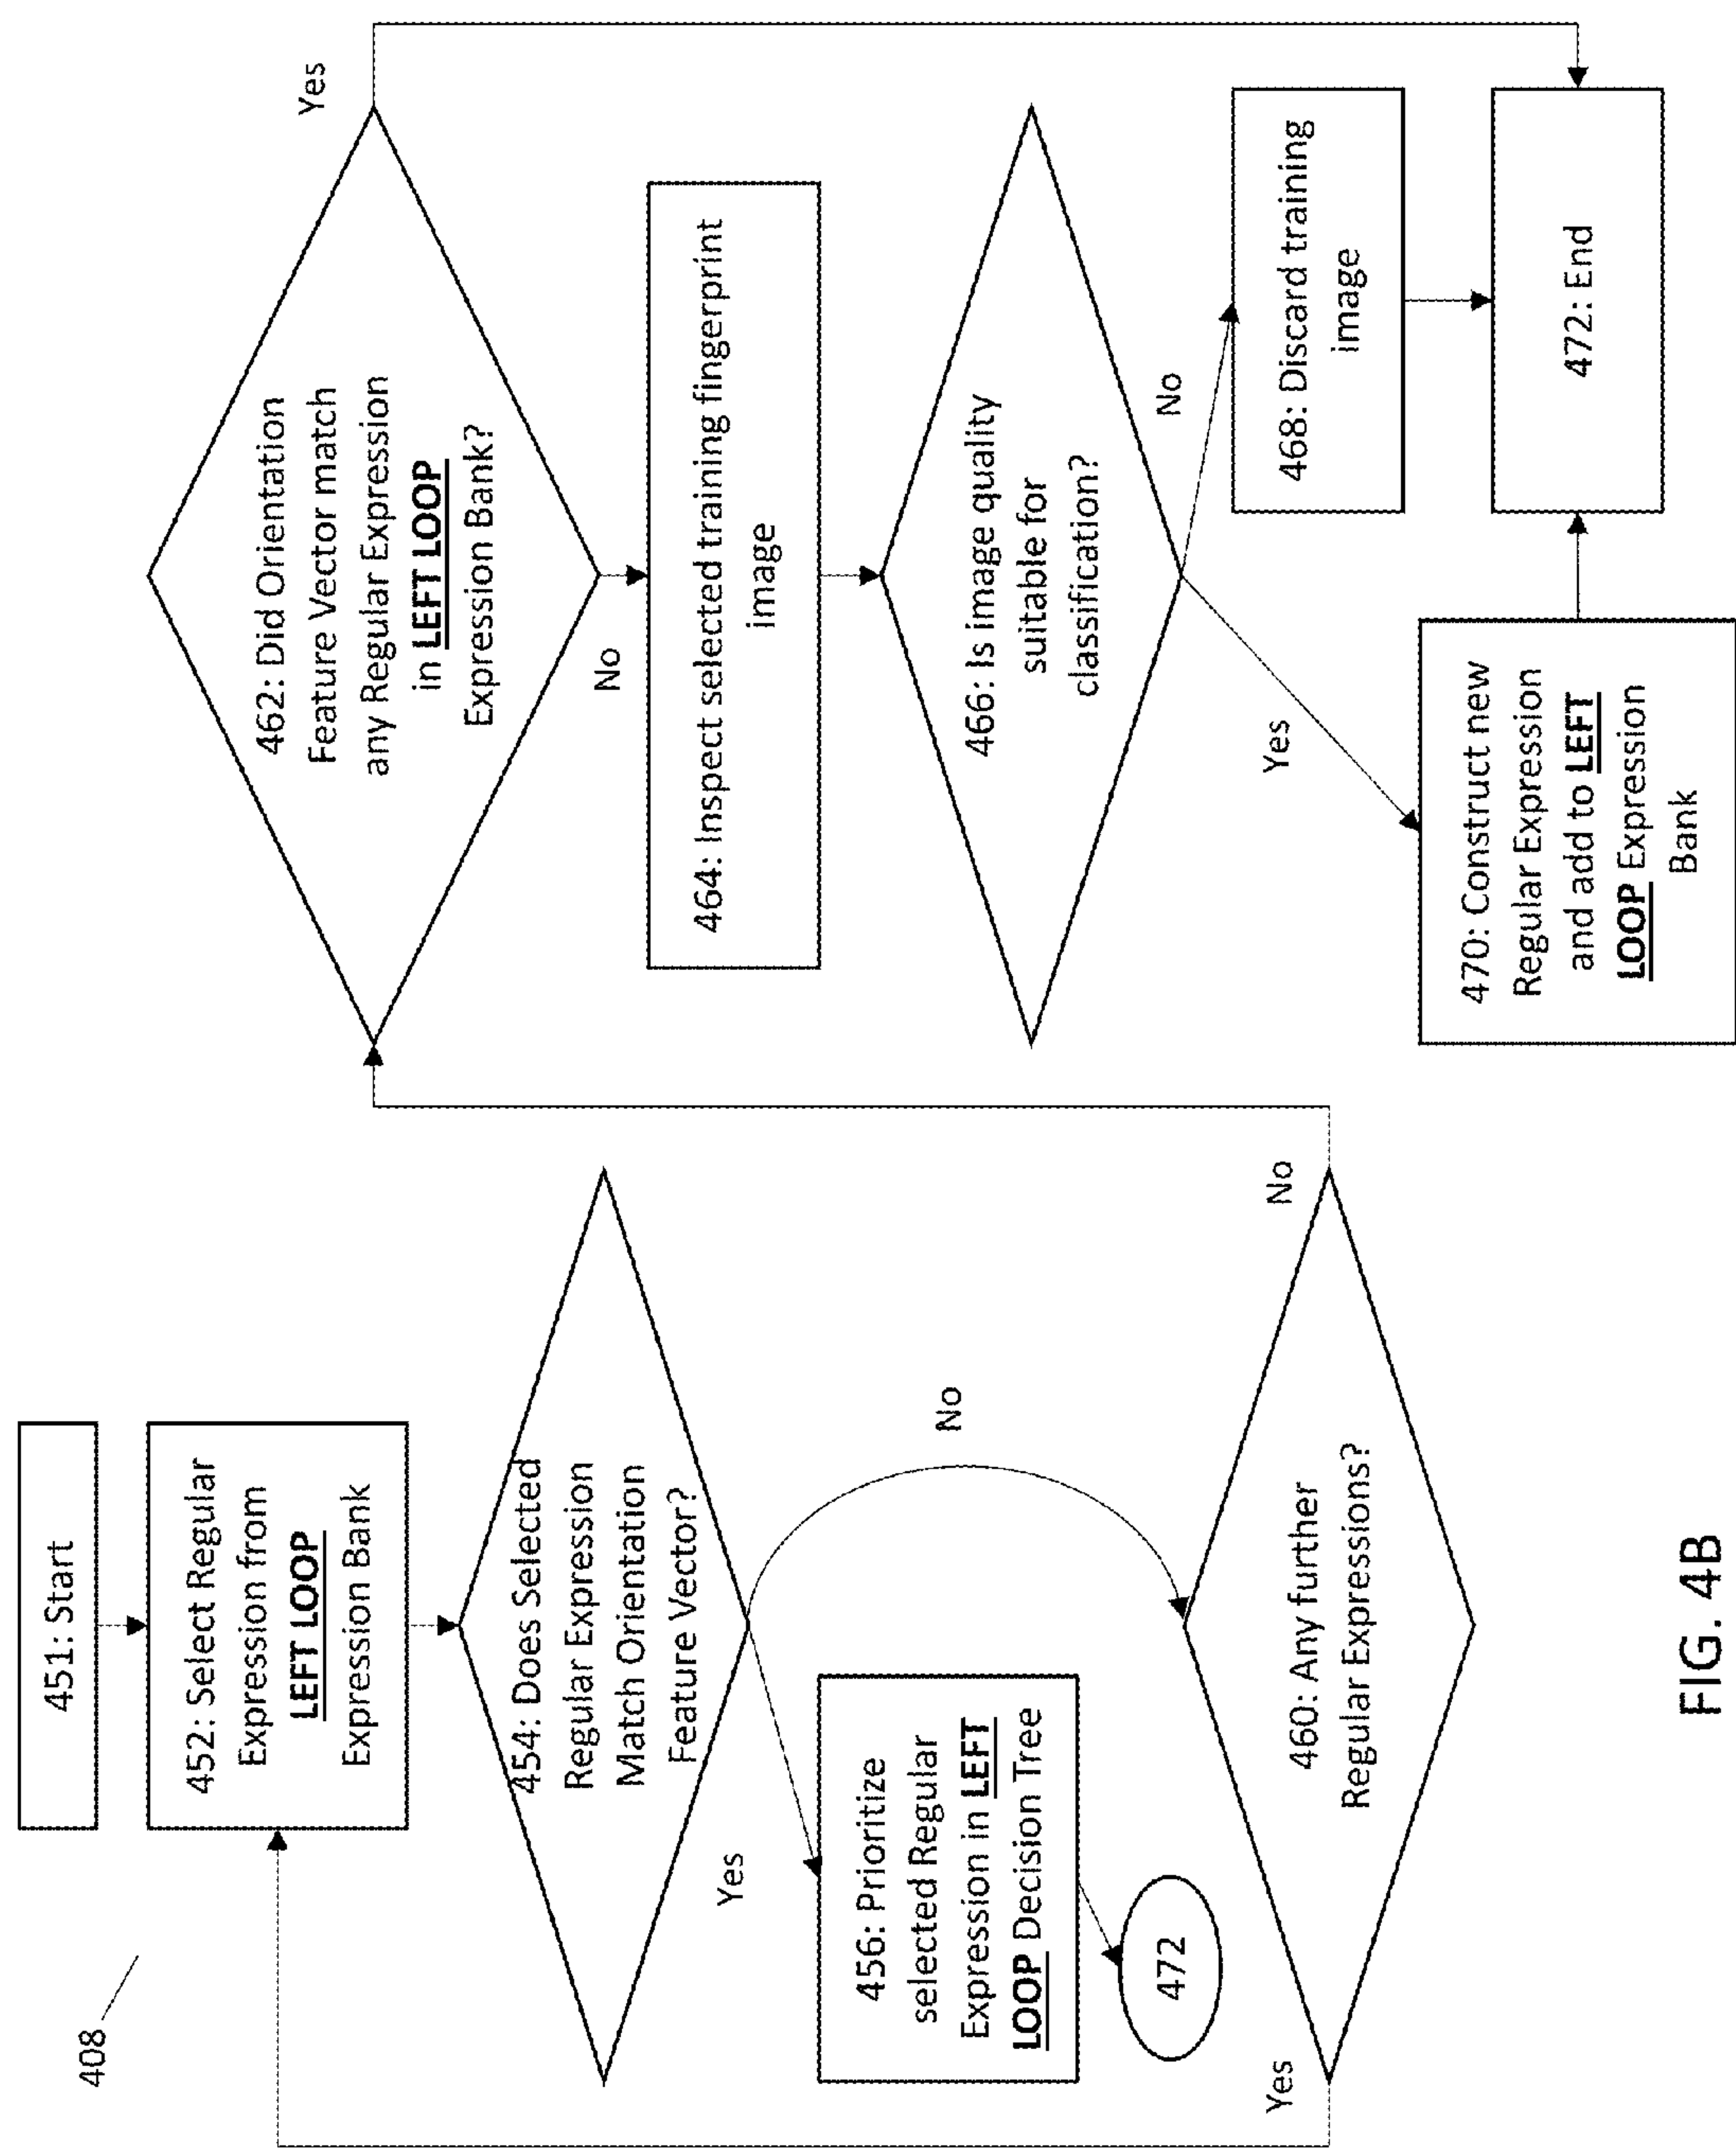 408
451: Start
452: Select Regular
Expression from
LEFT LOOP
Expression Bank
454: Does Selected
Regular Expression
Match Orientation
Feature Vector?
Yes
No
456: Prioritize
selected Regular
Expression in LEFT
LOOP Decision Tree
472
460: Any further
Regular Expressions?
Yes
No
462: Did Orientation
Feature Vector match
any Regular Expression
in LEFT LOOP
Expression Bank?
Yes
No
464: Inspect selected training fingerprint
image
466: Is image quality
suitable for
classification?
Yes
No
468: Discard training
image
470: Construct new
Regular Expression
and add to LEFT
LOOP Expression
Bank
472: End
FIG. 4B